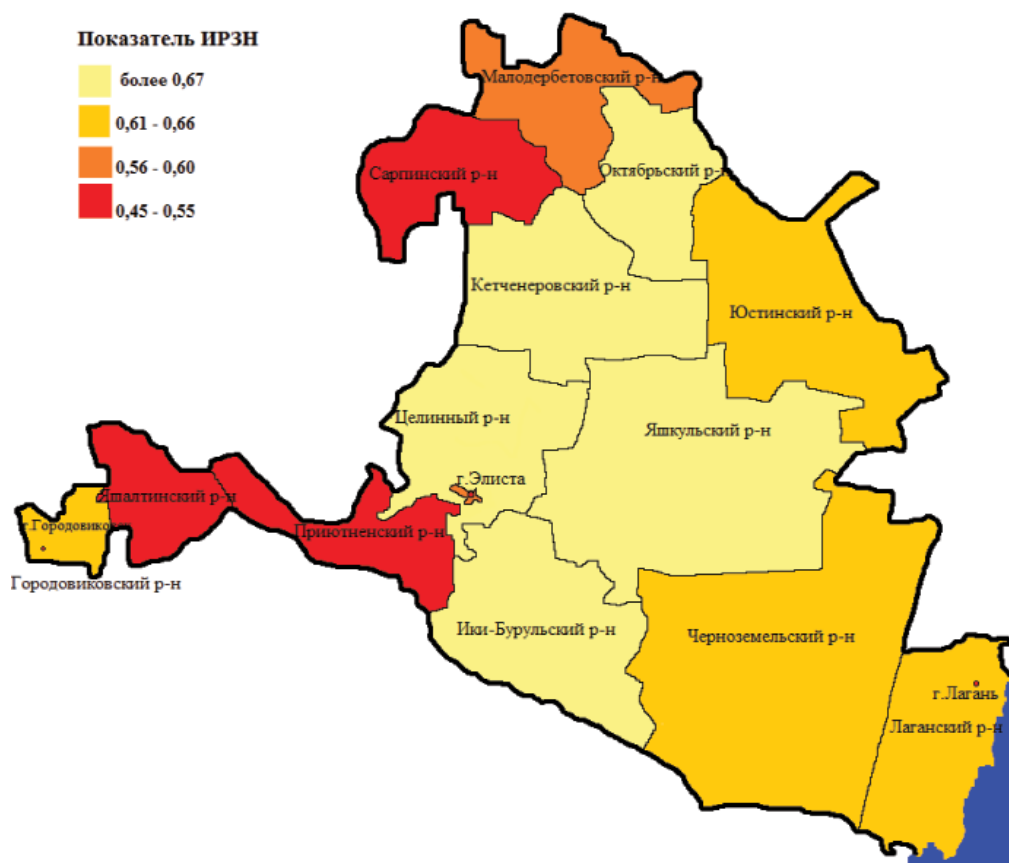 Показатель ИРЗН
более 0,67
0,61 - 0,66
0,56 - 0,60
0,45 - 0,55
Малодербетовский р-н
Сарпинский р-н
Октябрьский р-
Кетченеровский р-н
Юстинский р-н
Целинный р-н
Яшкульский р-н
г.Элиста
Яшалтинский р-н
Приютненский р-н
Городовиковский р-н
Ики-Бурульский р-н
Черноземельский р-н
г.Лагань
Лаганский р-н